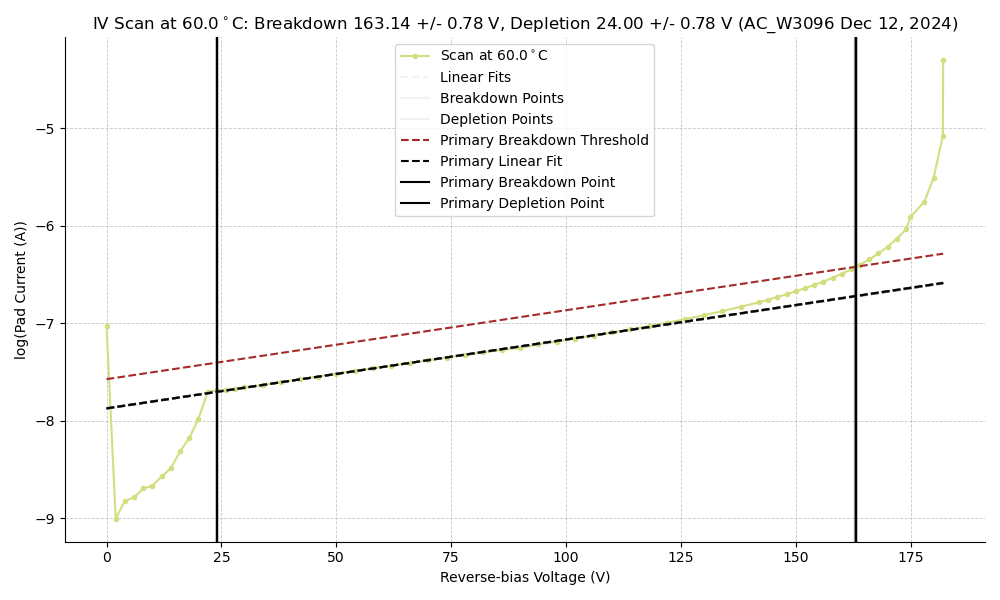 IV Scan at 60.0°C: Breakdown 163.14 +/- 0.78 V, Depletion 24.00 +/- 0.78 V (AC_W3096 Dec 12, 2024)
Scan at 60.0°C
Linear Fits
Breakdown Points
Depletion Points
Primary Breakdown Threshold
Primary Linear Fit
Primary Breakdown Point
Primary Depletion Point
log(Pad Current (A))
−5
−6
−7
−8
−9
0 25 50 75 100 125 150 175
Reverse-bias Voltage (V)